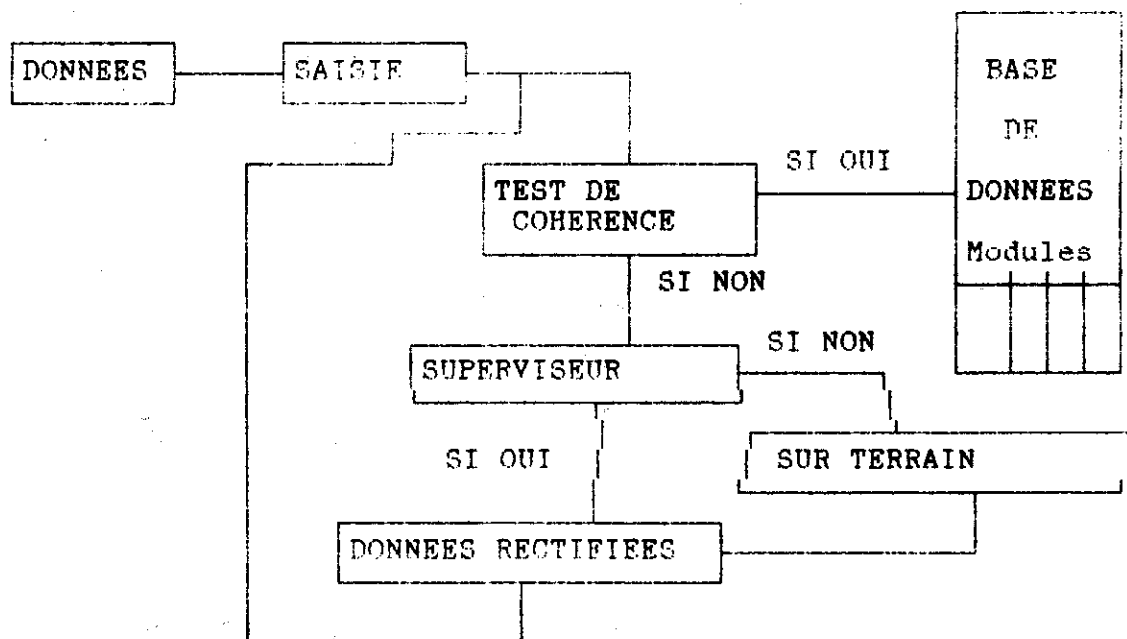 DONNEES
SAISIE
BASE
DE
DONNEES
Modules
SI OUI
TEST DE
COHERENCE
SI NON
SUPERVISEUR
SI NON
SI OUI
SUR TERRAIN
DONNEES RECTIFIEES